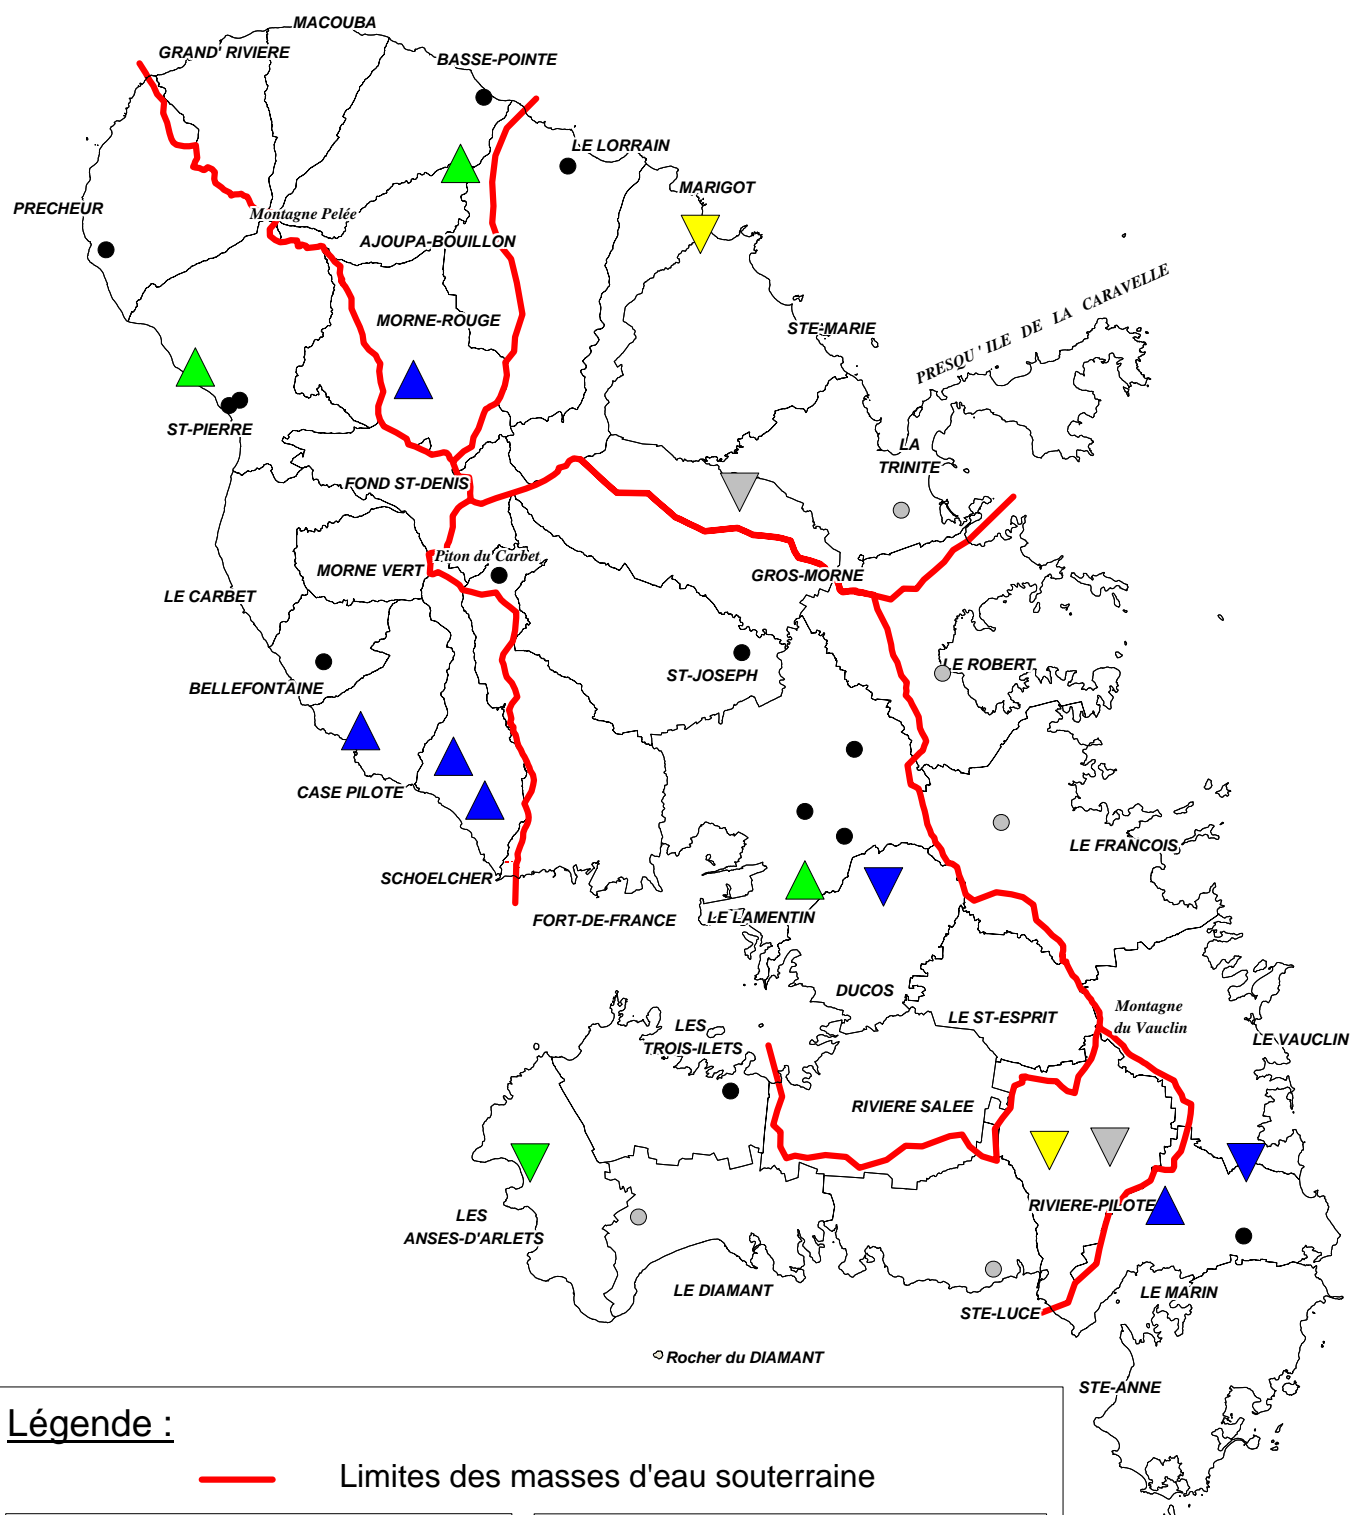 MACOUBA
GRAND' RIVIERE
BASSE-POINTE
LE LORRAIN
MARIGOT
PRECHEUR
Montagne Pelée
AJOUPA-BOUILLON
MORNE-ROUGE
STE-MARIE
PRESQU'ILE DE LA CARAVELLE
ST-PIERRE
LA
TRINITE
FOND ST-DENIS
Piton du Carbet
MORNE VERT
GROS-MORNE
LE CARBET
LE ROBERT
ST-JOSEPH
BELLEFONTAINE
CASE PILOTE
LE FRANCOIS
SCHOELCHER
FORT-DE-FRANCE
LE LAMENTIN
DUCOS
Montagne
du Vauclin
LE ST-ESPRIT
LES
TROIS-ILETS
LE VAUCLIN
RIVIERE SALEE
RIVIERE-PILOTE
LES
ANSES-D'ARLETS
LE DIAMANT
LE MARIN
STE-LUCE
Rocher du DIAMANT
STE-ANNE
Légende :
Limites des masses d'eau souterraine